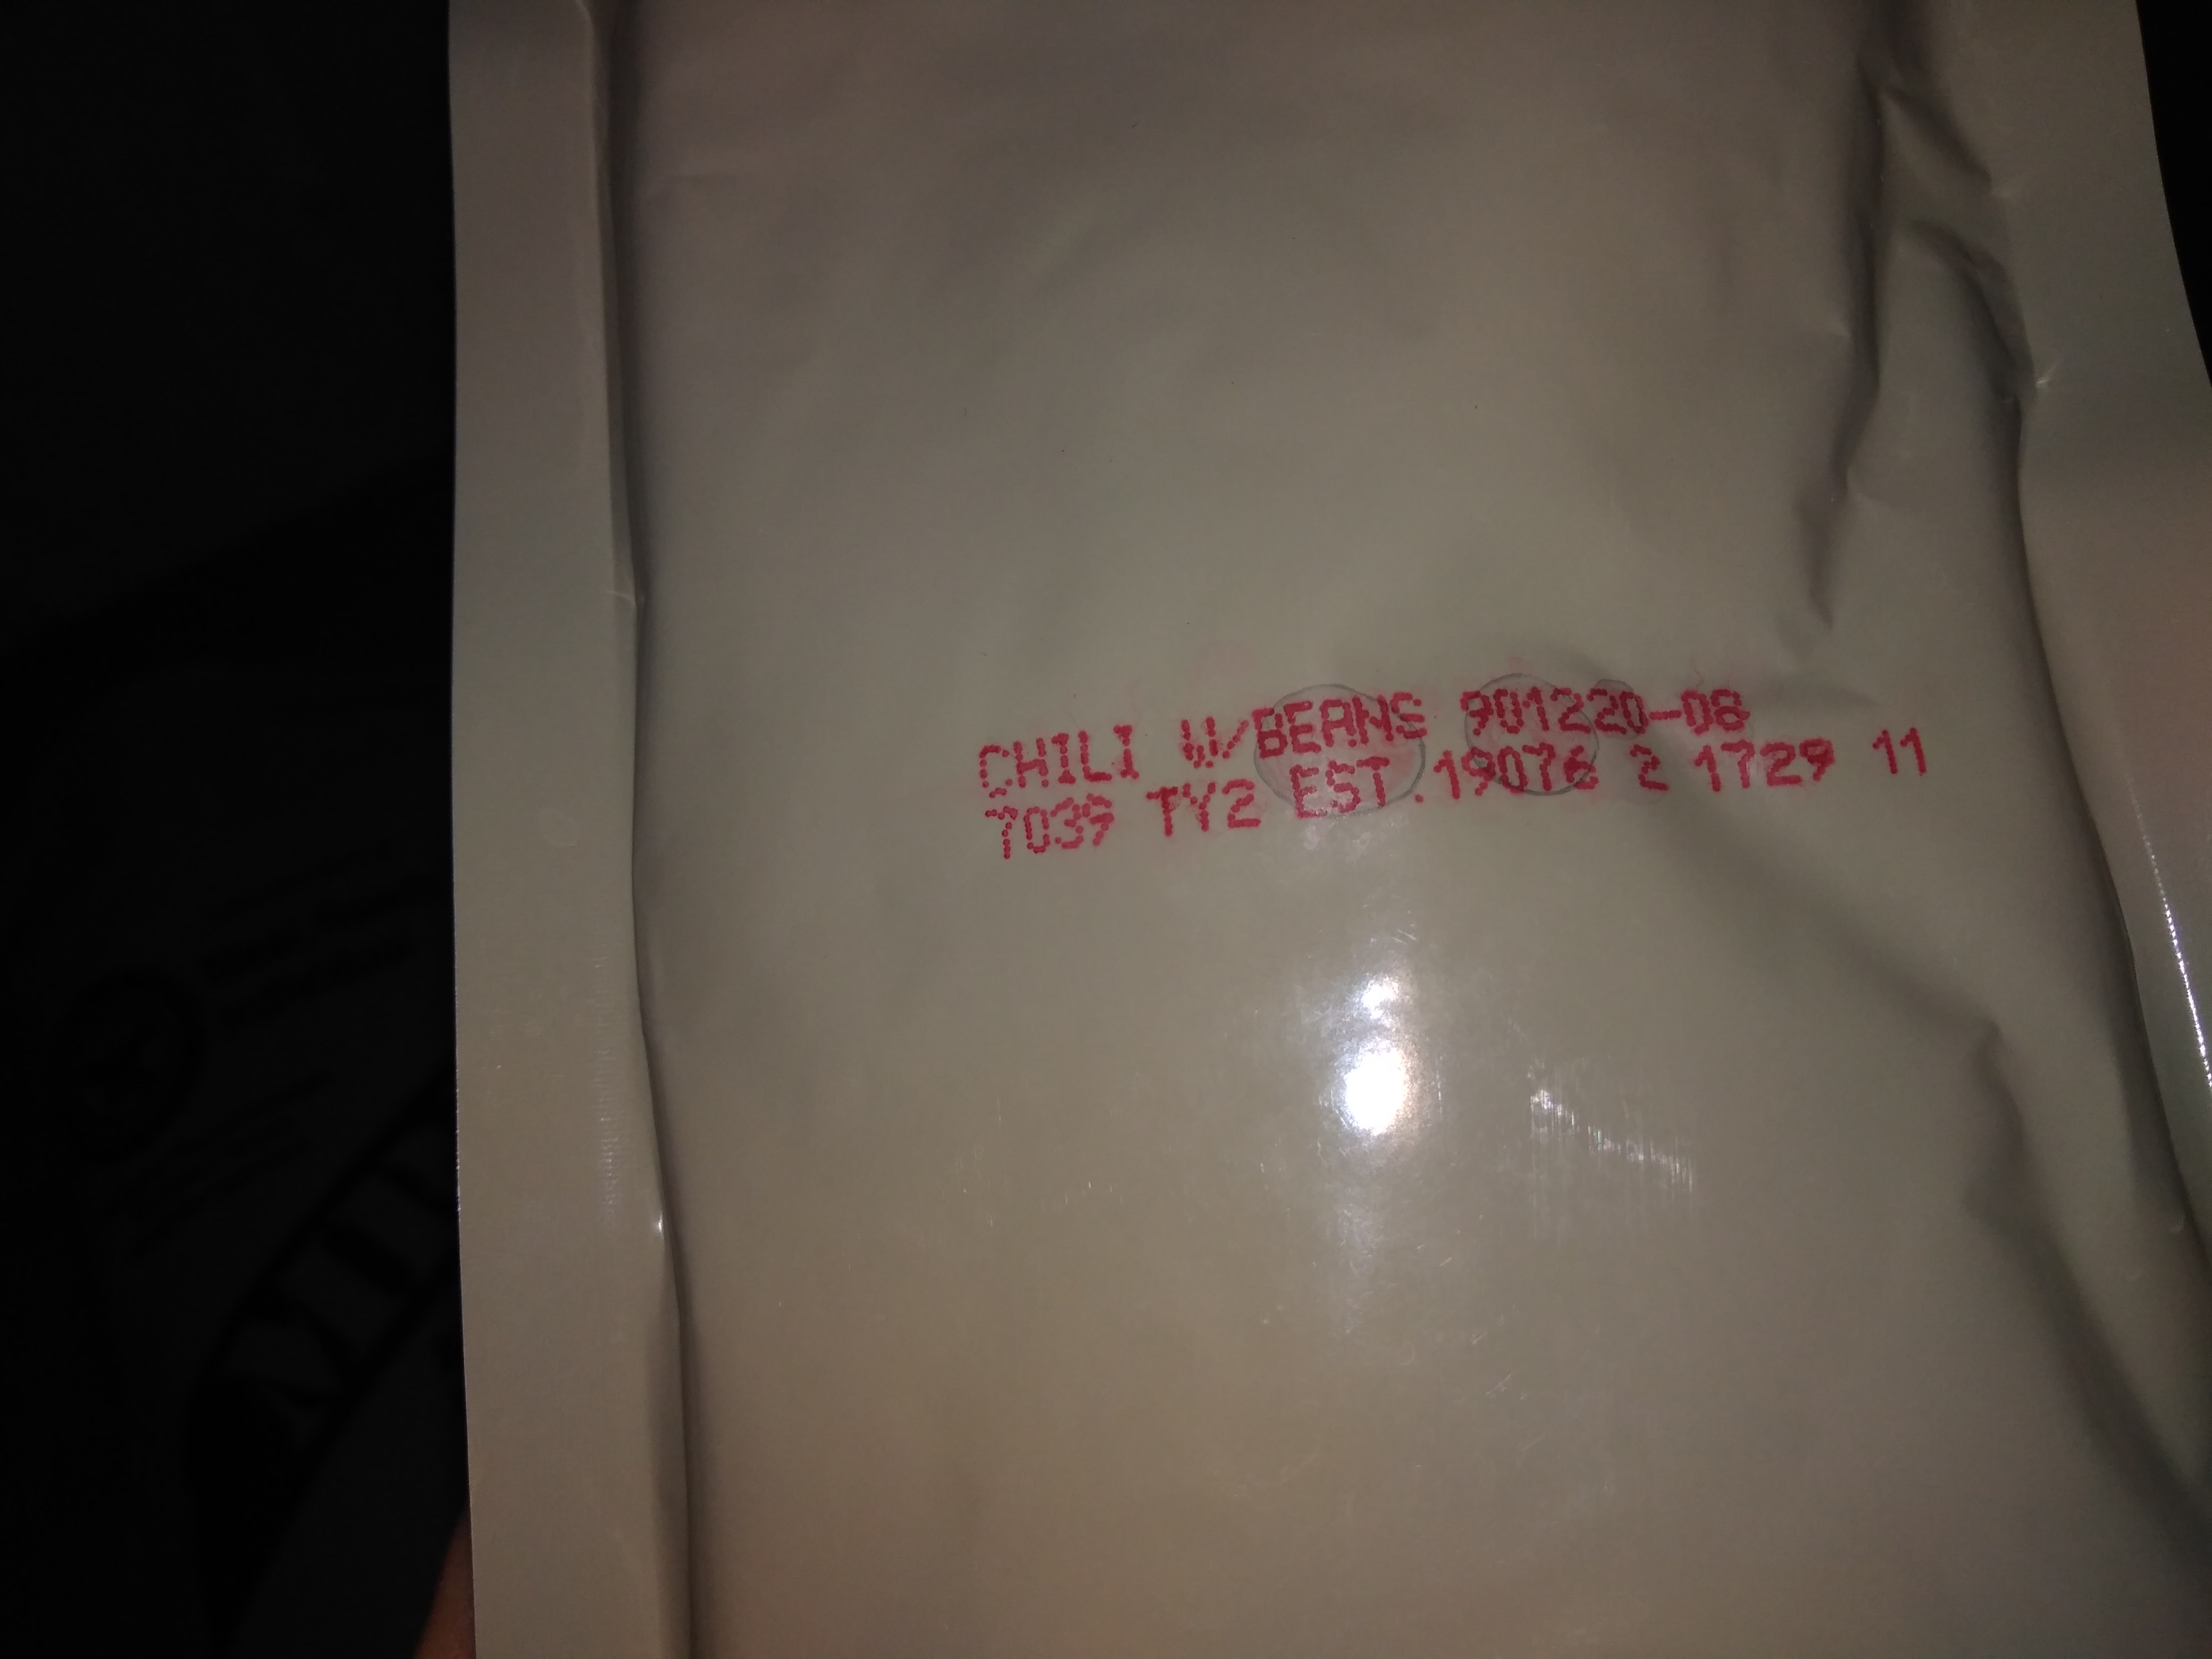 CHILI W/BEANS 901220-08
7039 TY2 EST.19076 2 1729 11